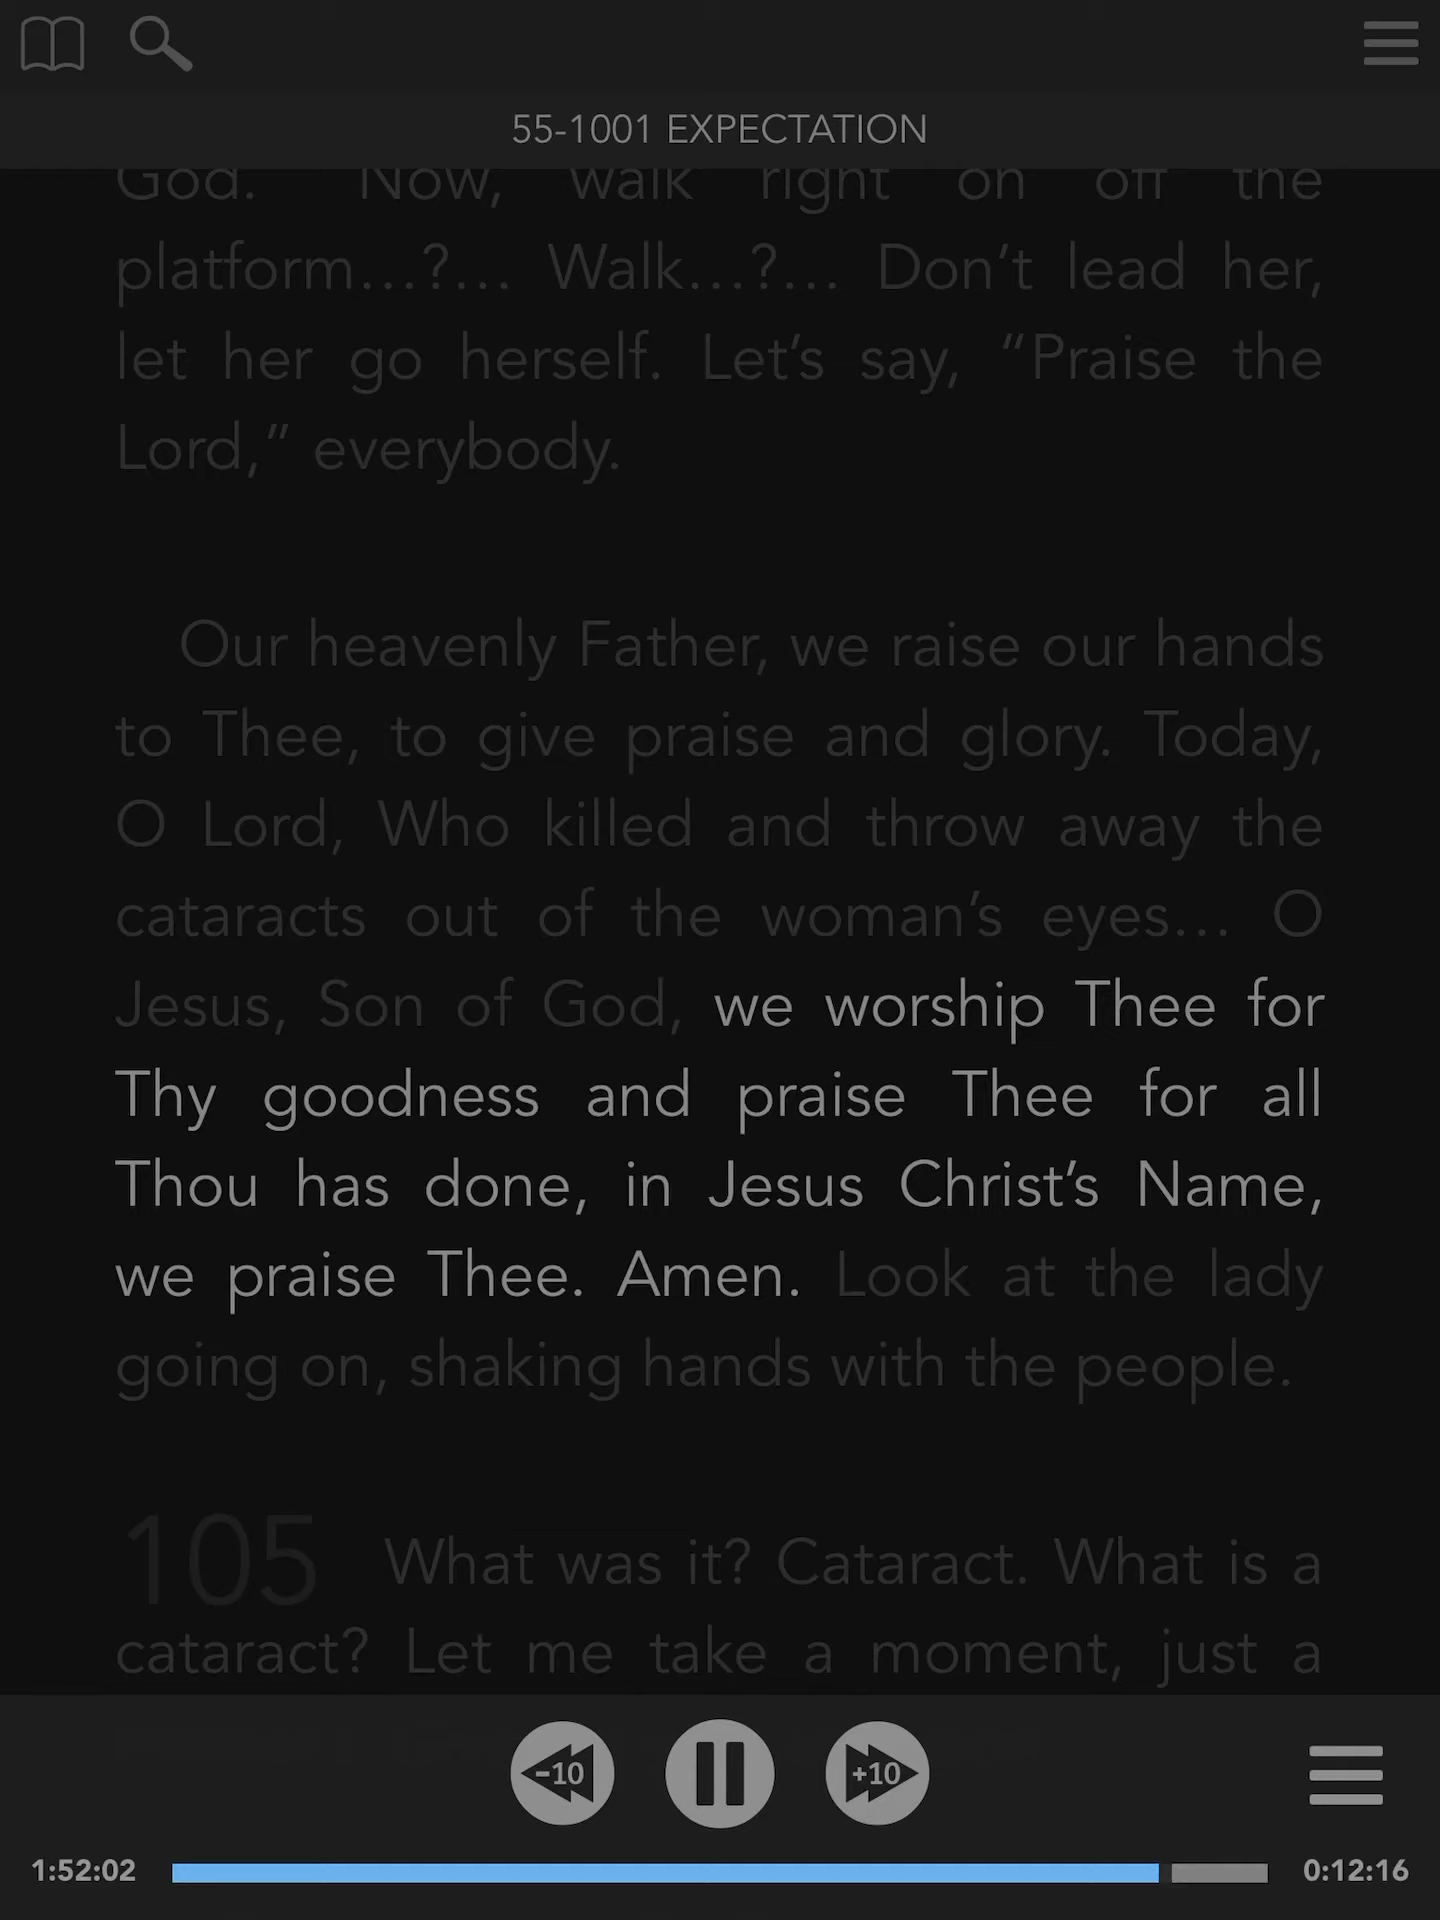 55-1001 EXPECTATION
God. Now, walk right on off the
platform…?… Walk…?… Don’t lead her,
let her go herself. Let’s say, “Praise the
Lord,” everybody.
Our heavenly Father, we raise our hands
to Thee, to give praise and glory. Today,
O Lord, Who killed and throw away the
cataracts out of the woman’s eyes… O
Jesus, Son of God, we worship Thee for
Thy goodness and praise Thee for all
Thou has done, in Jesus Christ’s Name,
we praise Thee. Amen. Look at the lady
going on, shaking hands with the people.
105 What was it? Cataract. What is a
cataract? Let me take a moment, just a
-10 +10
1:52:02 0:12:16